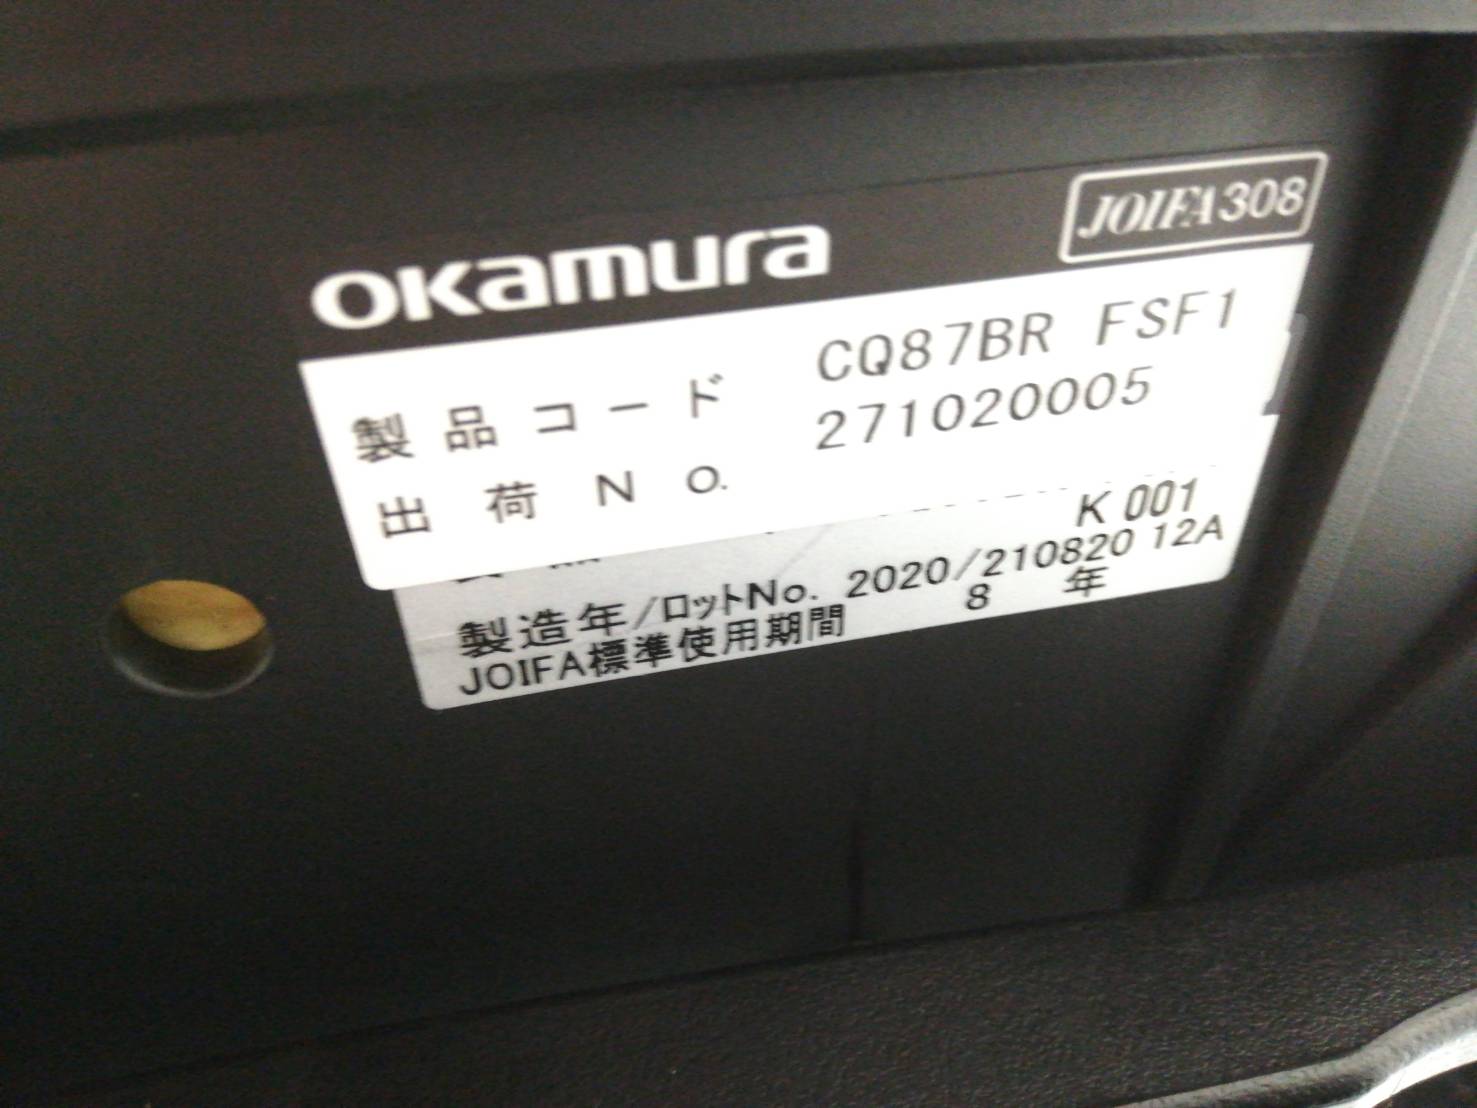 okamura
JOIFA308
製品コード CQ87BR FSF1
出荷No. 271020005
K 001
製造年/ロットNo. 2020/210820 12A
JOIFA標準使用期間 8 年